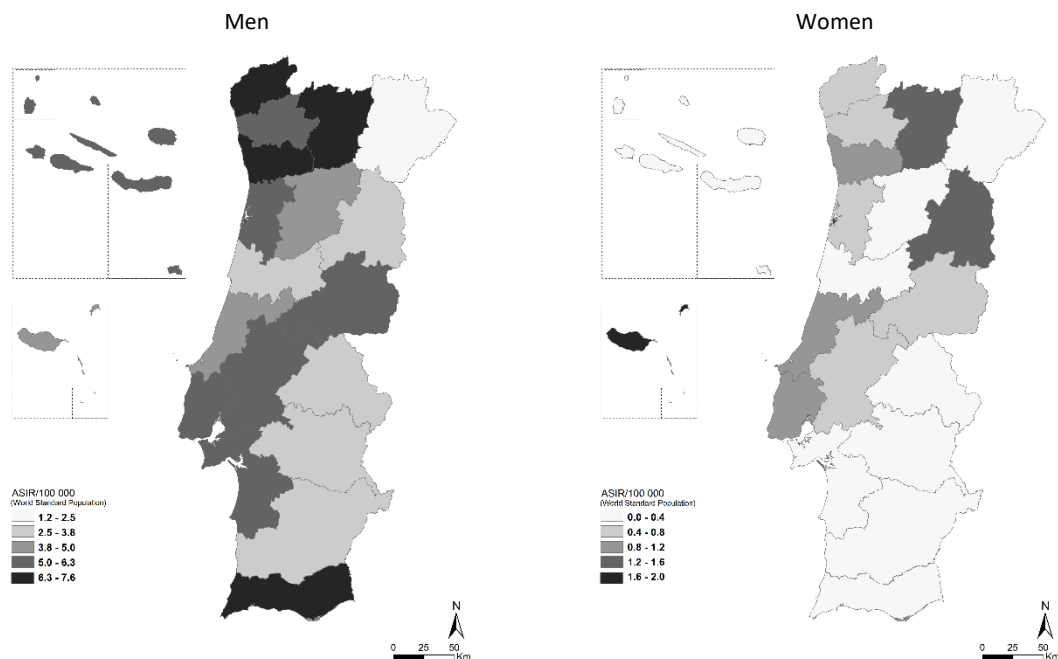 Men
Women
ASIR/100 000
(World Standard Population)
1.2 - 2.5
2.5 - 3.8
3.8 - 5.0
5.0 - 6.3
6.3 - 7.6
N
0 25 50
Km
ASIR/100 000
(World Standard Population)
0.0 - 0.4
0.4 - 0.8
0.8 - 1.2
1.2 - 1.6
1.6 - 2.0
N
0 25 50
Km